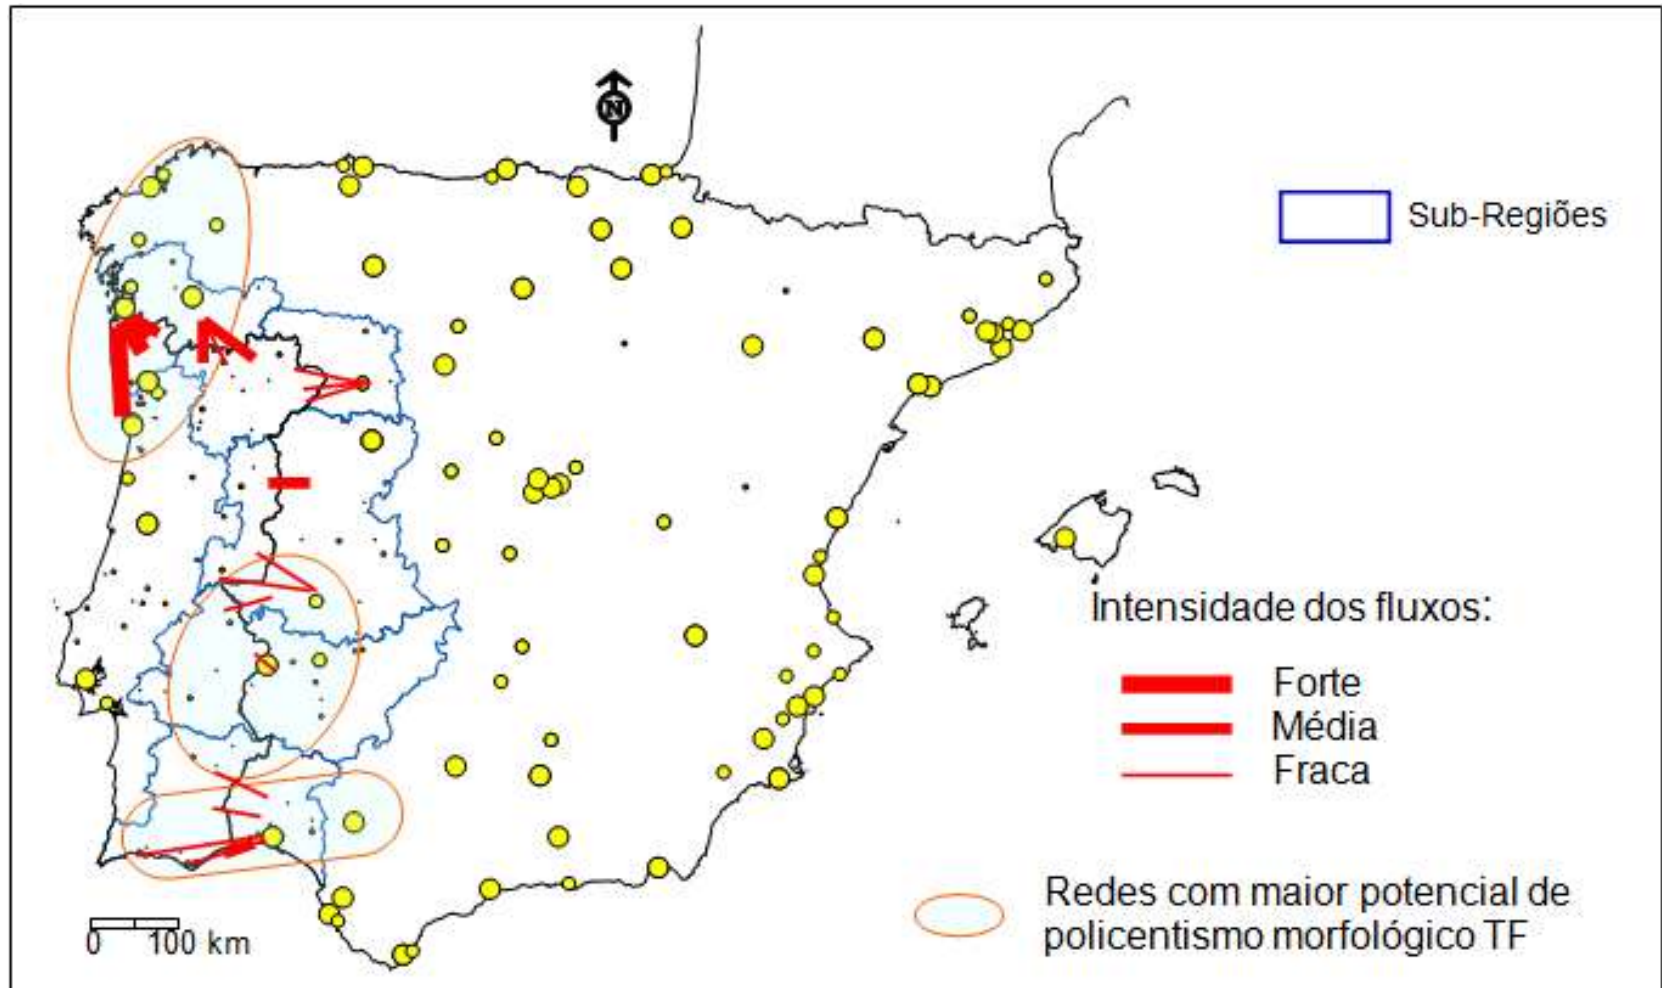 N
Sub-Regiões
Intensidade dos fluxos:
Forte
Média
Fraca
Redes com maior potencial de
policentismo morfológico TF
0 100 km